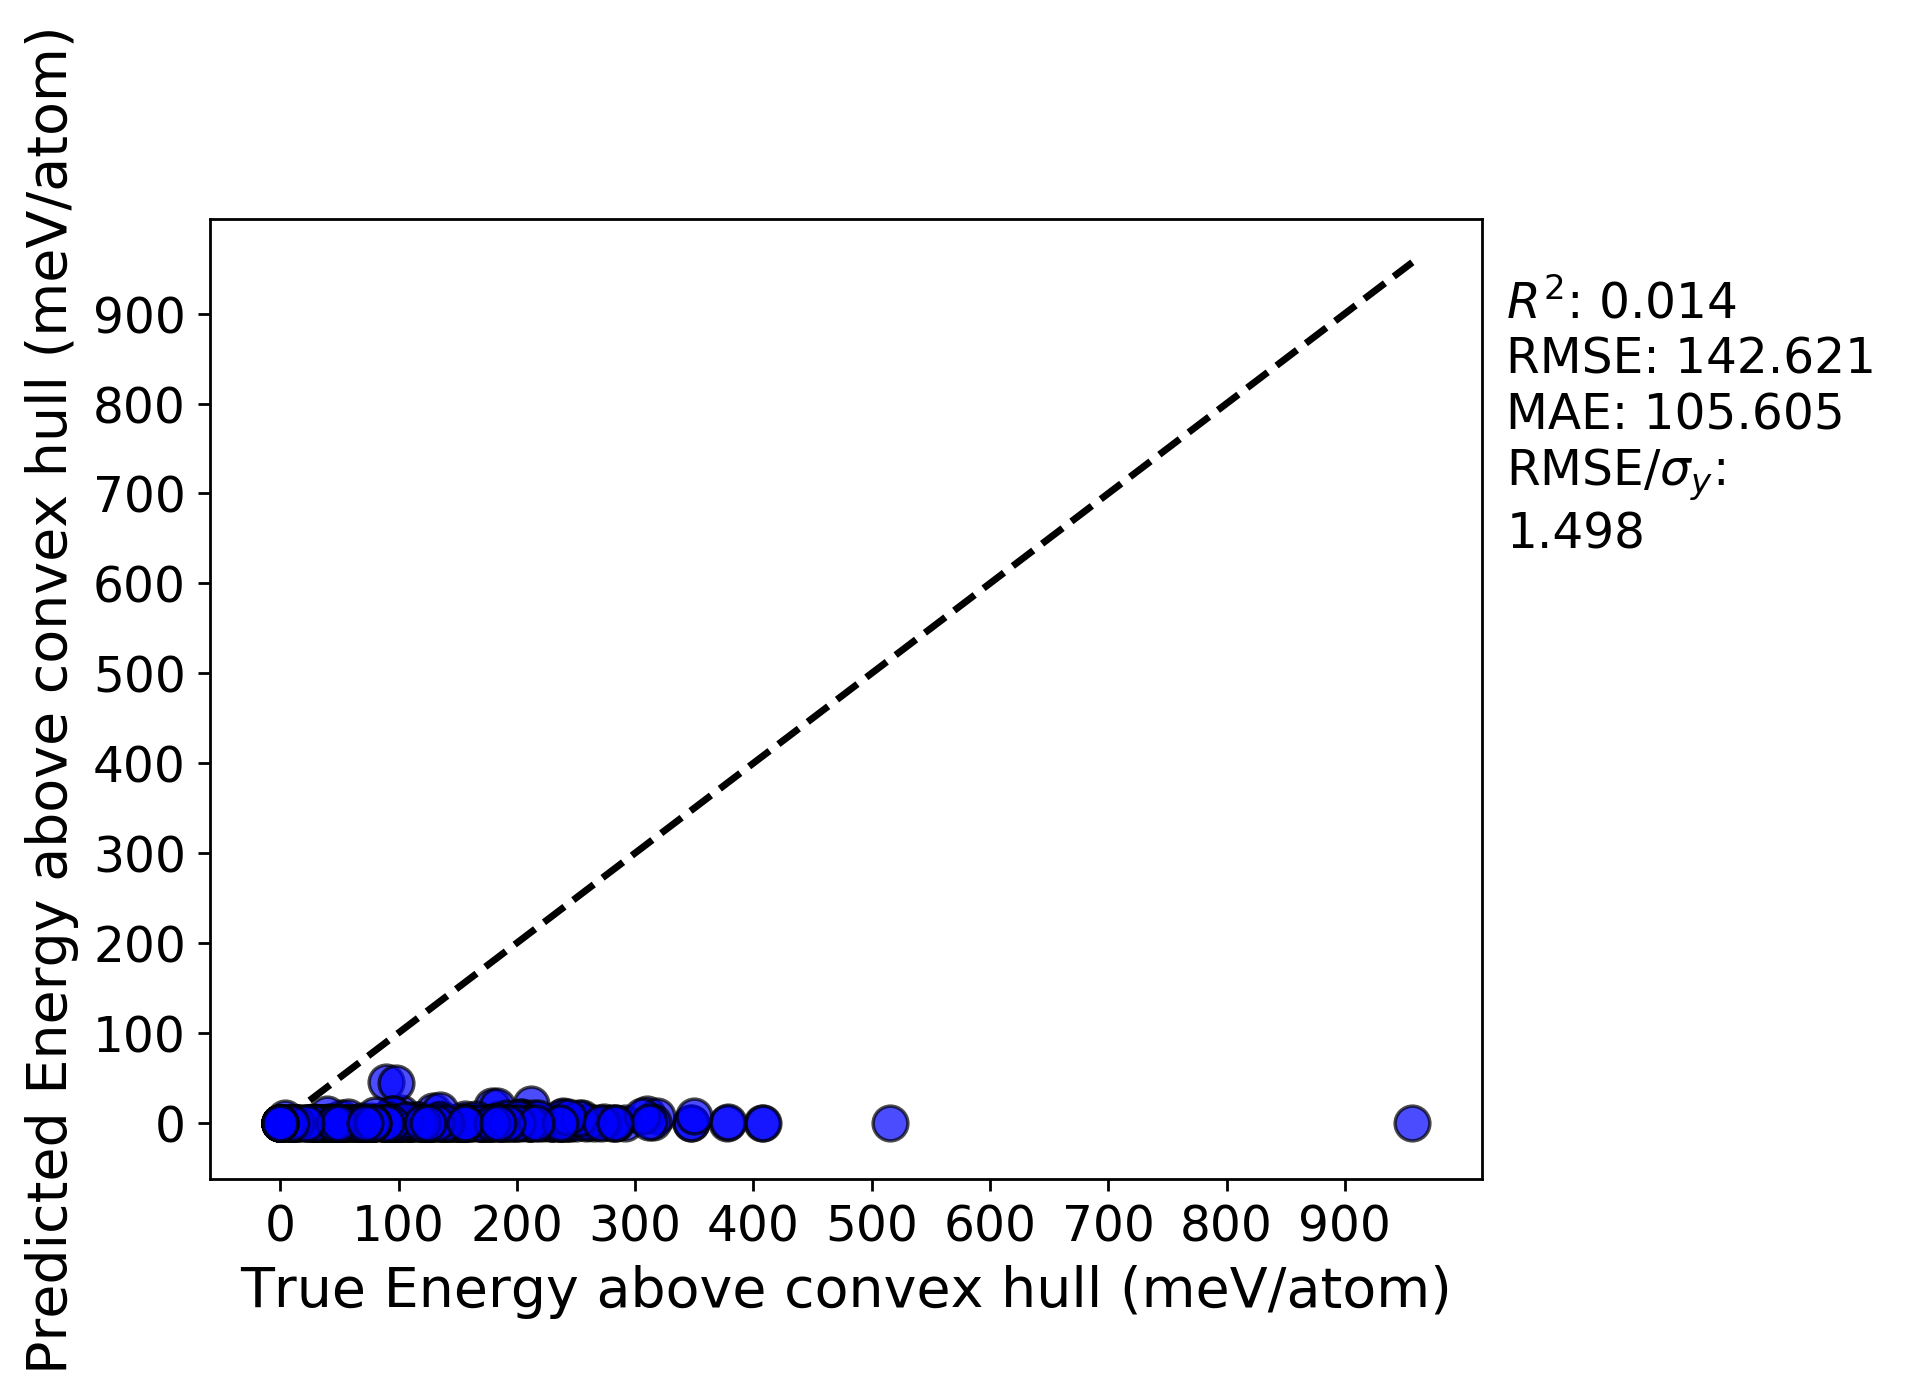 Predicted Energy above convex hull (meV/atom)
900
800
700
600
500
400
300
200
100
0
0 100 200 300 400 500 600 700 800 900
True Energy above convex hull (meV/atom)
R²: 0.014
RMSE: 142.621
MAE: 105.605
RMSE/σ_y:
1.498